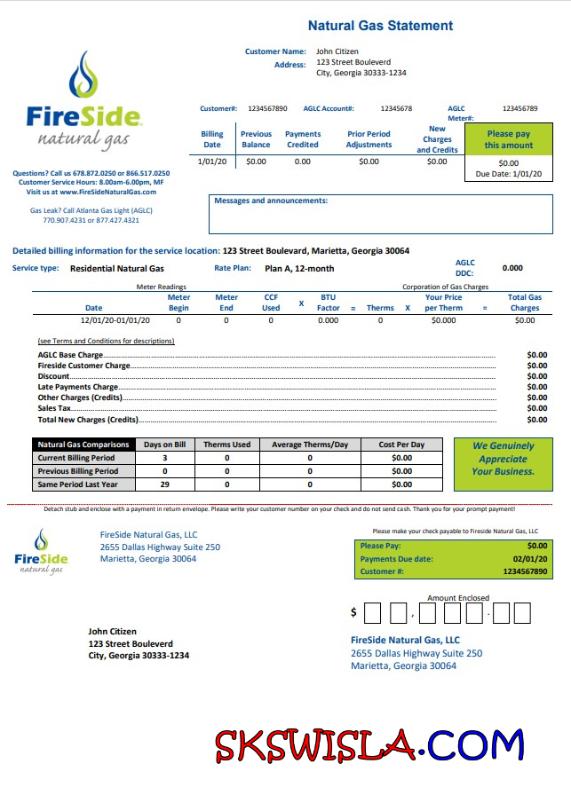 Natural Gas Statement
Customer Name: John Citizen
Address: 123 Street Bouleverd
City, Georgia 30333-1234
FireSide
natural gas
Customer#: 1234567890 AGLC Account#: 12345678 AGLC Meter#: 123456789
Billing Date Previous Balance Payments Credited Prior Period Adjustments New Charges and Credits Please pay this amount
1/01/20 $0.00 0.00 $0.00 $0.00 $0.00
Due Date: 1/01/20
Questions? Call us 678.872.0250 or 866.517.0250
Customer Service Hours: 8.00am-6.00pm, MF
Visit us at www.FireSideNaturalGas.com
Gas Leak? Call Atlanta Gas Light (AGLC)
770.907.4231 or 877.427.4321
Messages and announcements:
Detailed billing information for the service location: 123 Street Boulevard, Marietta, Georgia 30064
Service type: Residential Natural Gas Rate Plan: Plan A, 12-month AGLC DDC: 0.000
Meter Readings Corporation of Gas Charges
Date Meter Begin Meter End CCF Used X BTU Factor = Therms X Your Price per Therm = Total Gas Charges
12/01/20-01/01/20 0 0 0 0.000 0 $0.000 $0.00
(see Terms and Conditions for descriptions)
AGLC Base Charge $0.00
Fireside Customer Charge $0.00
Discount $0.00
Late Payments Charge $0.00
Other Charges (Credits) $0.00
Sales Tax $0.00
Total New Charges (Credits) $0.00
Natural Gas Comparisons Days on Bill Therms Used Average Therms/Day Cost Per Day
Current Billing Period 3 0 0 $0.00
Previous Billing Period 0 0 0 $0.00
Same Period Last Year 29 0 0 $0.00
We Genuinely
Appreciate
Your Business.
Detach stub and enclose with a payment in return envelope. Please write your customer number on your check and do not send cash. Thank you for your prompt payment!
FireSide
natural gas
FireSide Natural Gas, LLC
2655 Dallas Highway Suite 250
Marietta, Georgia 30064
Please make your check payable to Fireside Natural Gas, LLC
Please Pay: $0.00
Payments Due date: 02/01/20
Customer #: 1234567890
Amount Enclosed
$ , .
John Citizen
123 Street Bouleverd
City, Georgia 30333-1234
FireSide Natural Gas, LLC
2655 Dallas Highway Suite 250
Marietta, Georgia 30064
SKSWISLA.COM